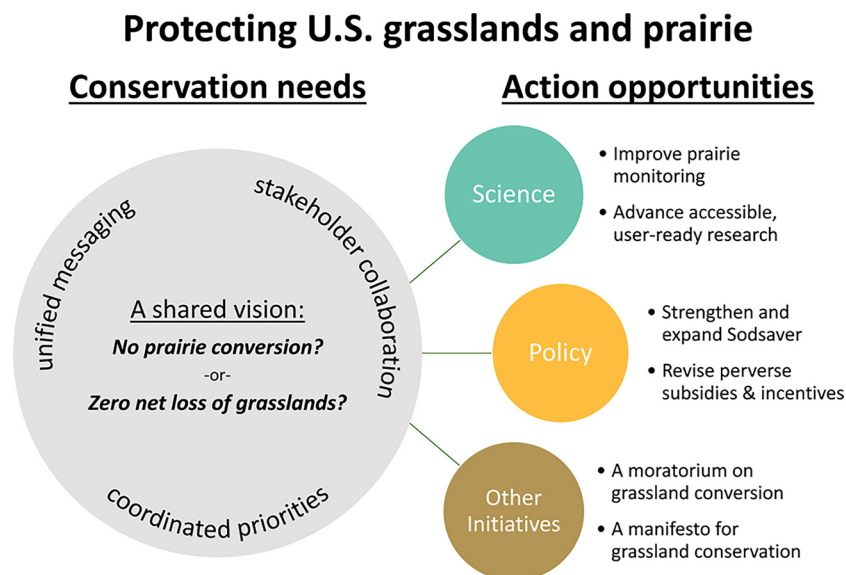 Protecting U.S. grasslands and prairie
Conservation needs
Action opportunities
unified messaging
stakeholder collaboration
coordinated priorities
A shared vision:
No prairie conversion?
-or-
Zero net loss of grasslands?
Science
• Improve prairie
monitoring
• Advance accessible,
user-ready research
Policy
• Strengthen and
expand Sodsaver
• Revise perverse
subsidies & incentives
Other
Initiatives
• A moratorium on
grassland conversion
• A manifesto for
grassland conservation